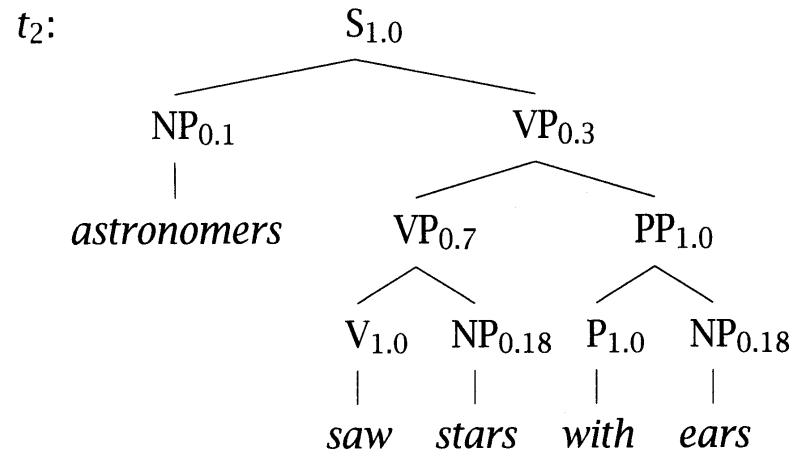 t₂: S₁.₀
NP₀.₁ VP₀.₃
astronomers VP₀.₇ PP₁.₀
V₁.₀ NP₀.₁₈ P₁.₀ NP₀.₁₈
saw stars with ears